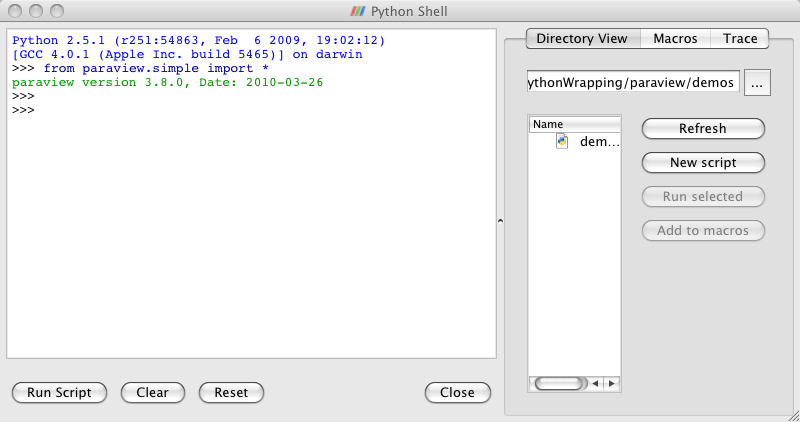 Python Shell
Python 2.5.1 (r251:54863, Feb  6 2009, 19:02:12)
[GCC 4.0.1 (Apple Inc. build 5465)] on darwin
>>> from paraview.simple import *
paraview version 3.8.0, Date: 2010-03-26
>>>
>>>
Run Script Clear Reset Close
Directory View Macros Trace
ythonWrapping/paraview/demos ...
Name
dem...
Refresh
New script
Run selected
Add to macros